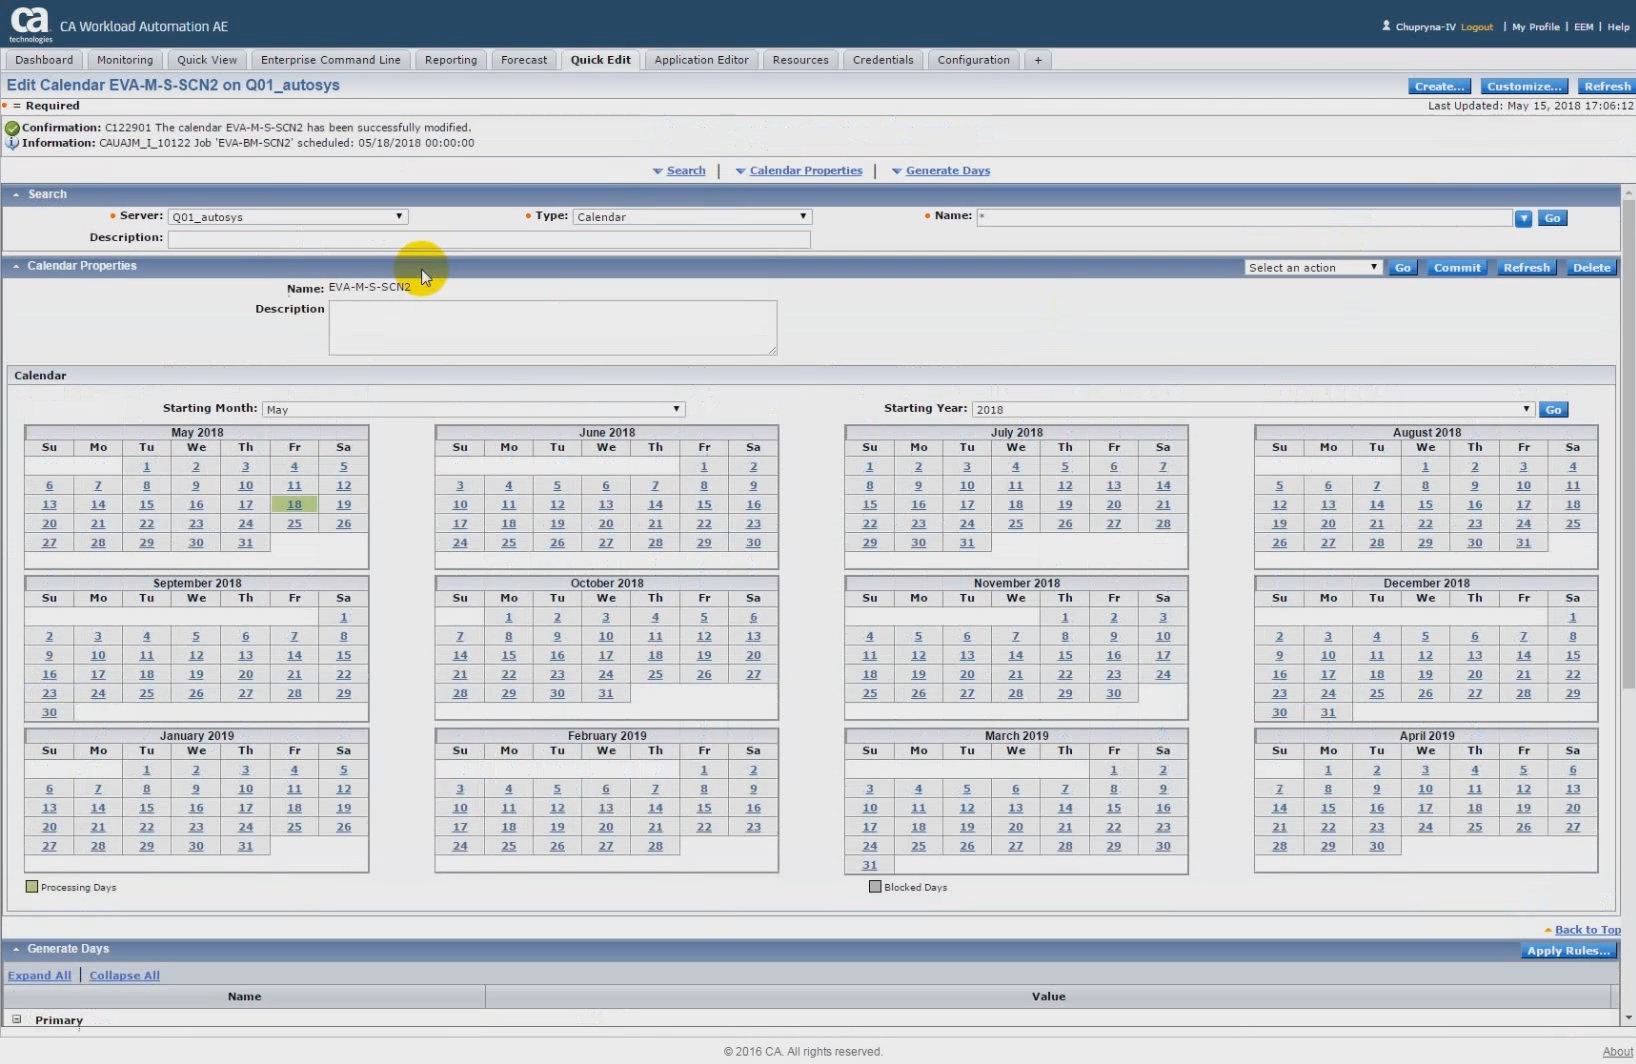 ca technologies CA Workload Automation AE
Chupryna-IV Logout | My Profile | EEM | Help
Dashboard Monitoring Quick View Enterprise Command Line Reporting Forecast Quick Edit Application Editor Resources Credentials Configuration +
Edit Calendar EVA-M-S-SCN2 on Q01_autosys
Create... Customize... Refresh
= Required
Last Updated: May 15, 2018 17:06:12
Confirmation: C122901 The calendar EVA-M-S-SCN2 has been successfully modified.
Information: CAUAJM_I_10122 Job 'EVA-BM-SCN2' scheduled: 05/18/2018 00:00:00
Search | Calendar Properties | Generate Days
Search
Server: Q01_autosys Type: Calendar Name: * Go
Description:
Calendar Properties
Select an action Go Commit Refresh Delete
Name: EVA-M-S-SCN2
Description
Calendar
Starting Month: May Starting Year: 2018 Go
May 2018
Su Mo Tu We Th Fr Sa
1 2 3 4 5
6 7 8 9 10 11 12
13 14 15 16 17 18 19
20 21 22 23 24 25 26
27 28 29 30 31
June 2018
Su Mo Tu We Th Fr Sa
1 2
3 4 5 6 7 8 9
10 11 12 13 14 15 16
17 18 19 20 21 22 23
24 25 26 27 28 29 30
July 2018
Su Mo Tu We Th Fr Sa
1 2 3 4 5 6 7
8 9 10 11 12 13 14
15 16 17 18 19 20 21
22 23 24 25 26 27 28
29 30 31
August 2018
Su Mo Tu We Th Fr Sa
1 2 3 4
5 6 7 8 9 10 11
12 13 14 15 16 17 18
19 20 21 22 23 24 25
26 27 28 29 30 31
September 2018
Su Mo Tu We Th Fr Sa
1
2 3 4 5 6 7 8
9 10 11 12 13 14 15
16 17 18 19 20 21 22
23 24 25 26 27 28 29
30
October 2018
Su Mo Tu We Th Fr Sa
1 2 3 4 5 6
7 8 9 10 11 12 13
14 15 16 17 18 19 20
21 22 23 24 25 26 27
28 29 30 31
November 2018
Su Mo Tu We Th Fr Sa
1 2 3
4 5 6 7 8 9 10
11 12 13 14 15 16 17
18 19 20 21 22 23 24
25 26 27 28 29 30
December 2018
Su Mo Tu We Th Fr Sa
1
2 3 4 5 6 7 8
9 10 11 12 13 14 15
16 17 18 19 20 21 22
23 24 25 26 27 28 29
30 31
January 2019
Su Mo Tu We Th Fr Sa
1 2 3 4 5
6 7 8 9 10 11 12
13 14 15 16 17 18 19
20 21 22 23 24 25 26
27 28 29 30 31
February 2019
Su Mo Tu We Th Fr Sa
1 2
3 4 5 6 7 8 9
10 11 12 13 14 15 16
17 18 19 20 21 22 23
24 25 26 27 28
March 2019
Su Mo Tu We Th Fr Sa
1 2
3 4 5 6 7 8 9
10 11 12 13 14 15 16
17 18 19 20 21 22 23
24 25 26 27 28 29 30
31
April 2019
Su Mo Tu We Th Fr Sa
1 2 3 4 5 6
7 8 9 10 11 12 13
14 15 16 17 18 19 20
21 22 23 24 25 26 27
28 29 30
Processing Days Blocked Days
Back to Top
Generate Days
Apply Rules...
Expand All | Collapse All
Name Value
Primary
© 2016 CA. All rights reserved.
About